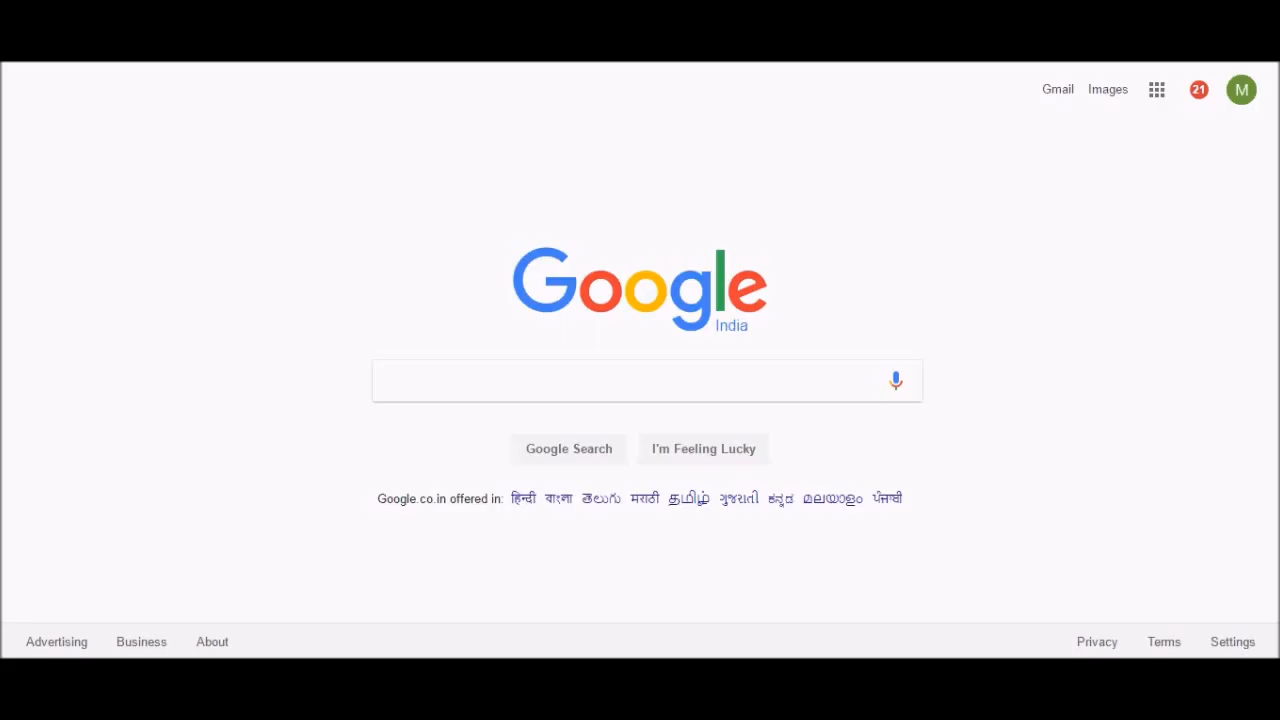 Gmail Images 21 M
Google
India
Google Search I'm Feeling Lucky
Google.co.in offered in: हिन्दी বাংলা తెలుగు मराठी தமிழ் ગુજરાતી ಕನ್ನಡ മലയാളം ਪੰਜਾਬੀ
Advertising Business About Privacy Terms Settings